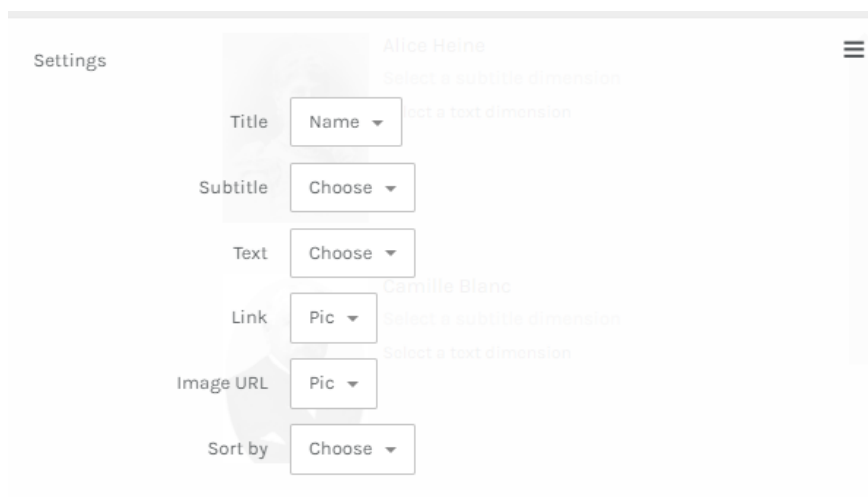 Settings
Alice Heine
Select a subtitle dimension
Select a text dimension
Title Name
Subtitle Choose
Text Choose
Camille Blanc
Link Pic
Select a subtitle dimension
Select a text dimension
Image URL Pic
Sort by Choose